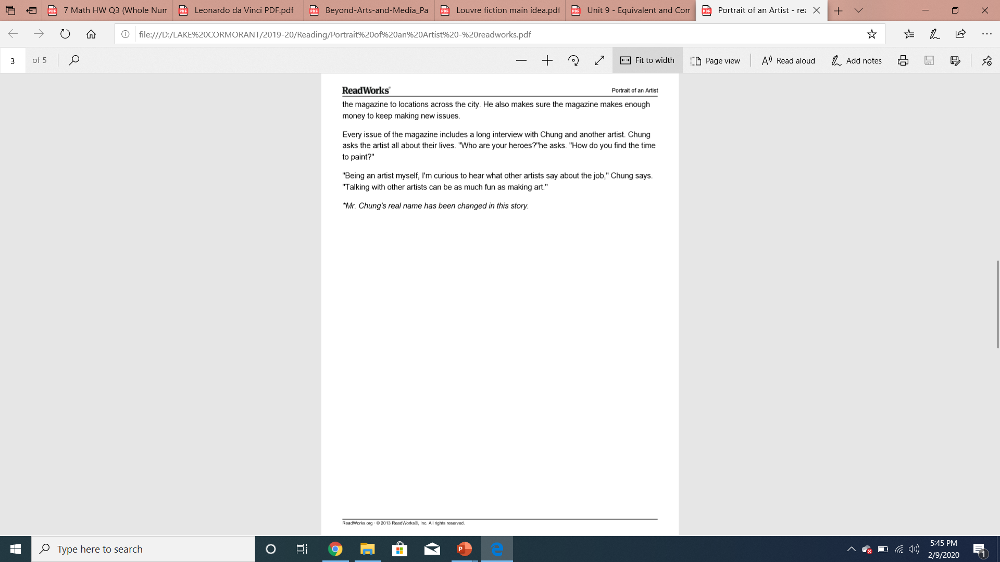 7 Math HW Q3 (Whole Num
Leonardo da Vinci PDF.pdf
Beyond-Arts-and-Media_Pa
Louvre fiction main idea.pdf
Unit 9 - Equivalent and Com
Portrait of an Artist - rea
file:///D:/LAKE%20CORMORANT/2019-20/Reading/Portrait%20of%20an%20Artist%20-%20readworks.pdf
3 of 5
Fit to width
Page view
Read aloud
Add notes
ReadWorks®
Portrait of an Artist
the magazine to locations across the city. He also makes sure the magazine makes enough
money to keep making new issues.
Every issue of the magazine includes a long interview with Chung and another artist. Chung
asks the artist all about their lives. "Who are your heroes?"he asks. "How do you find the time
to paint?"
"Being an artist myself, I'm curious to hear what other artists say about the job," Chung says.
"Talking with other artists can be as much fun as making art."
*Mr. Chung's real name has been changed in this story.
ReadWorks.org · © 2013 ReadWorks®, Inc. All rights reserved.
Type here to search
5:45 PM
2/9/2020
1